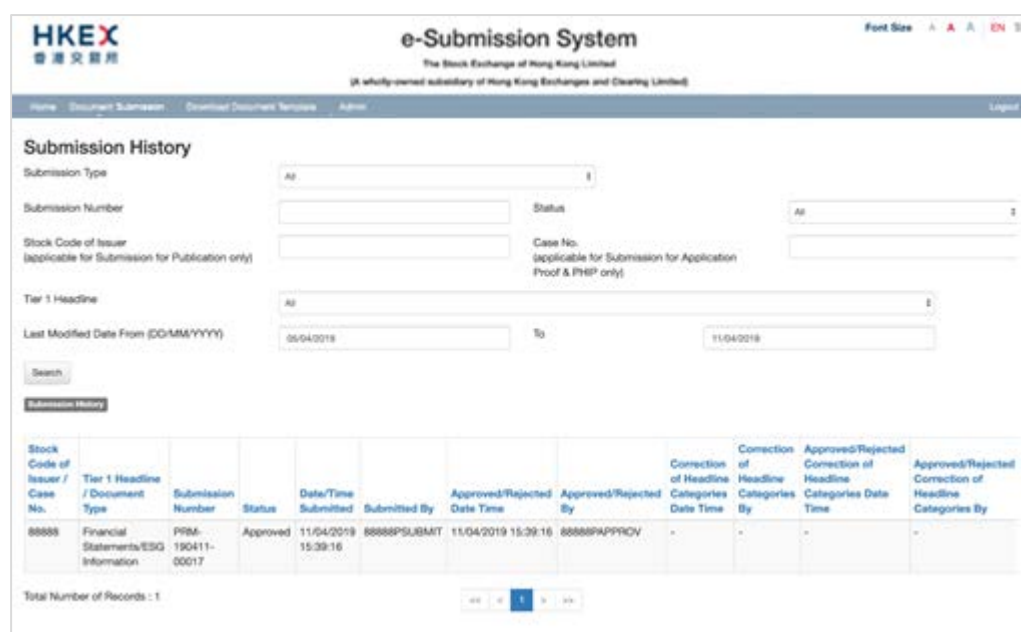 HKEX
香港交易所
e-Submission System
The Stock Exchange of Hong Kong Limited
(A wholly-owned subsidiary of Hong Kong Exchanges and Clearing Limited)
Font Size A A A EN
Home Document Submission Download Document Template Admin Logout
Submission History
Submission Type All
Submission Number Status All
Stock Code of Issuer
(applicable for Submission for Publication only)
Case No.
(applicable for Submission for Application
Proof & PHIP only)
Tier 1 Headline All
Last Modified Date From (DD/MM/YYYY) 05/04/2019 To 11/04/2019
Search
Submission History
Stock
Code of
Issuer /
Case
No.
Tier 1 Headline
/ Document
Type
Submission
Number
Status
Date/Time
Submitted
Submitted By
Approved/Rejected
Date Time
Approved/Rejected
By
Correction
of Headline
Categories
Date Time
Correction
of
Headline
Categories
By
Approved/Rejected
Correction of
Headline
Categories Date
Time
Approved/Rejected
Correction of
Headline
Categories By
88888
Financial
Statements/ESG
Information
PRM-
190411-
00017
Approved
11/04/2019
15:39:16
88888PSUBMIT
11/04/2019 15:39:16
88888PAPPROV
-
-
-
-
Total Number of Records : 1
<< < 1 > >>